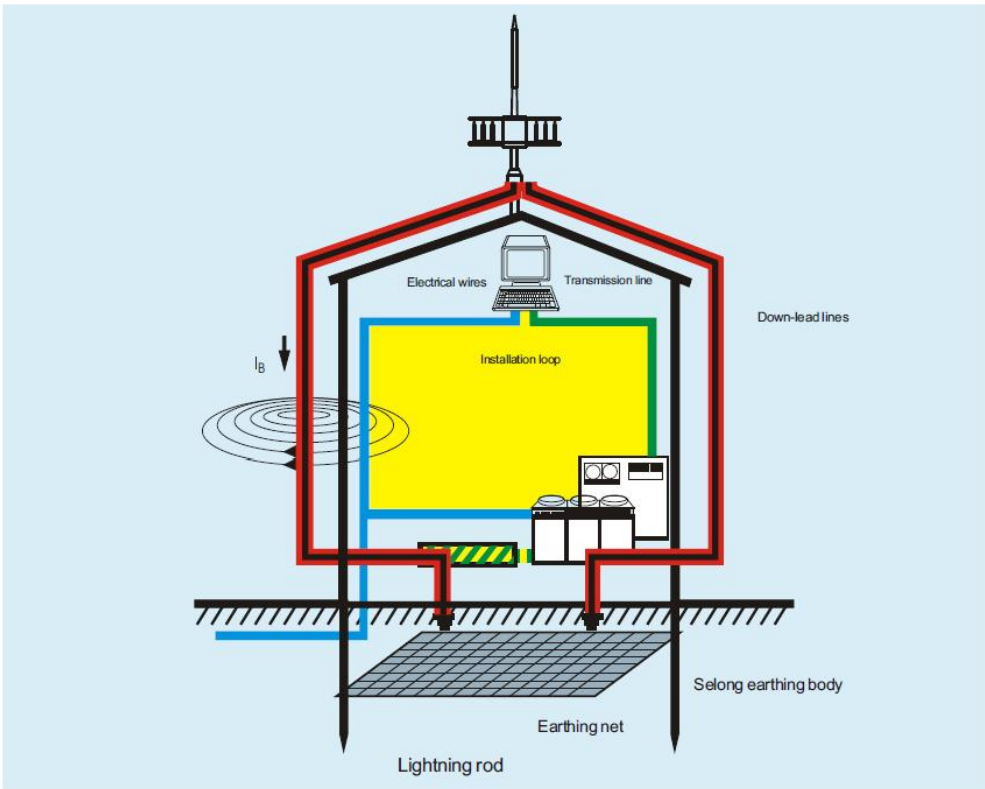 Electrical wires
Transmission line
Down-lead lines
Installation loop
IB
Selong earthing body
Earthing net
Lightning rod